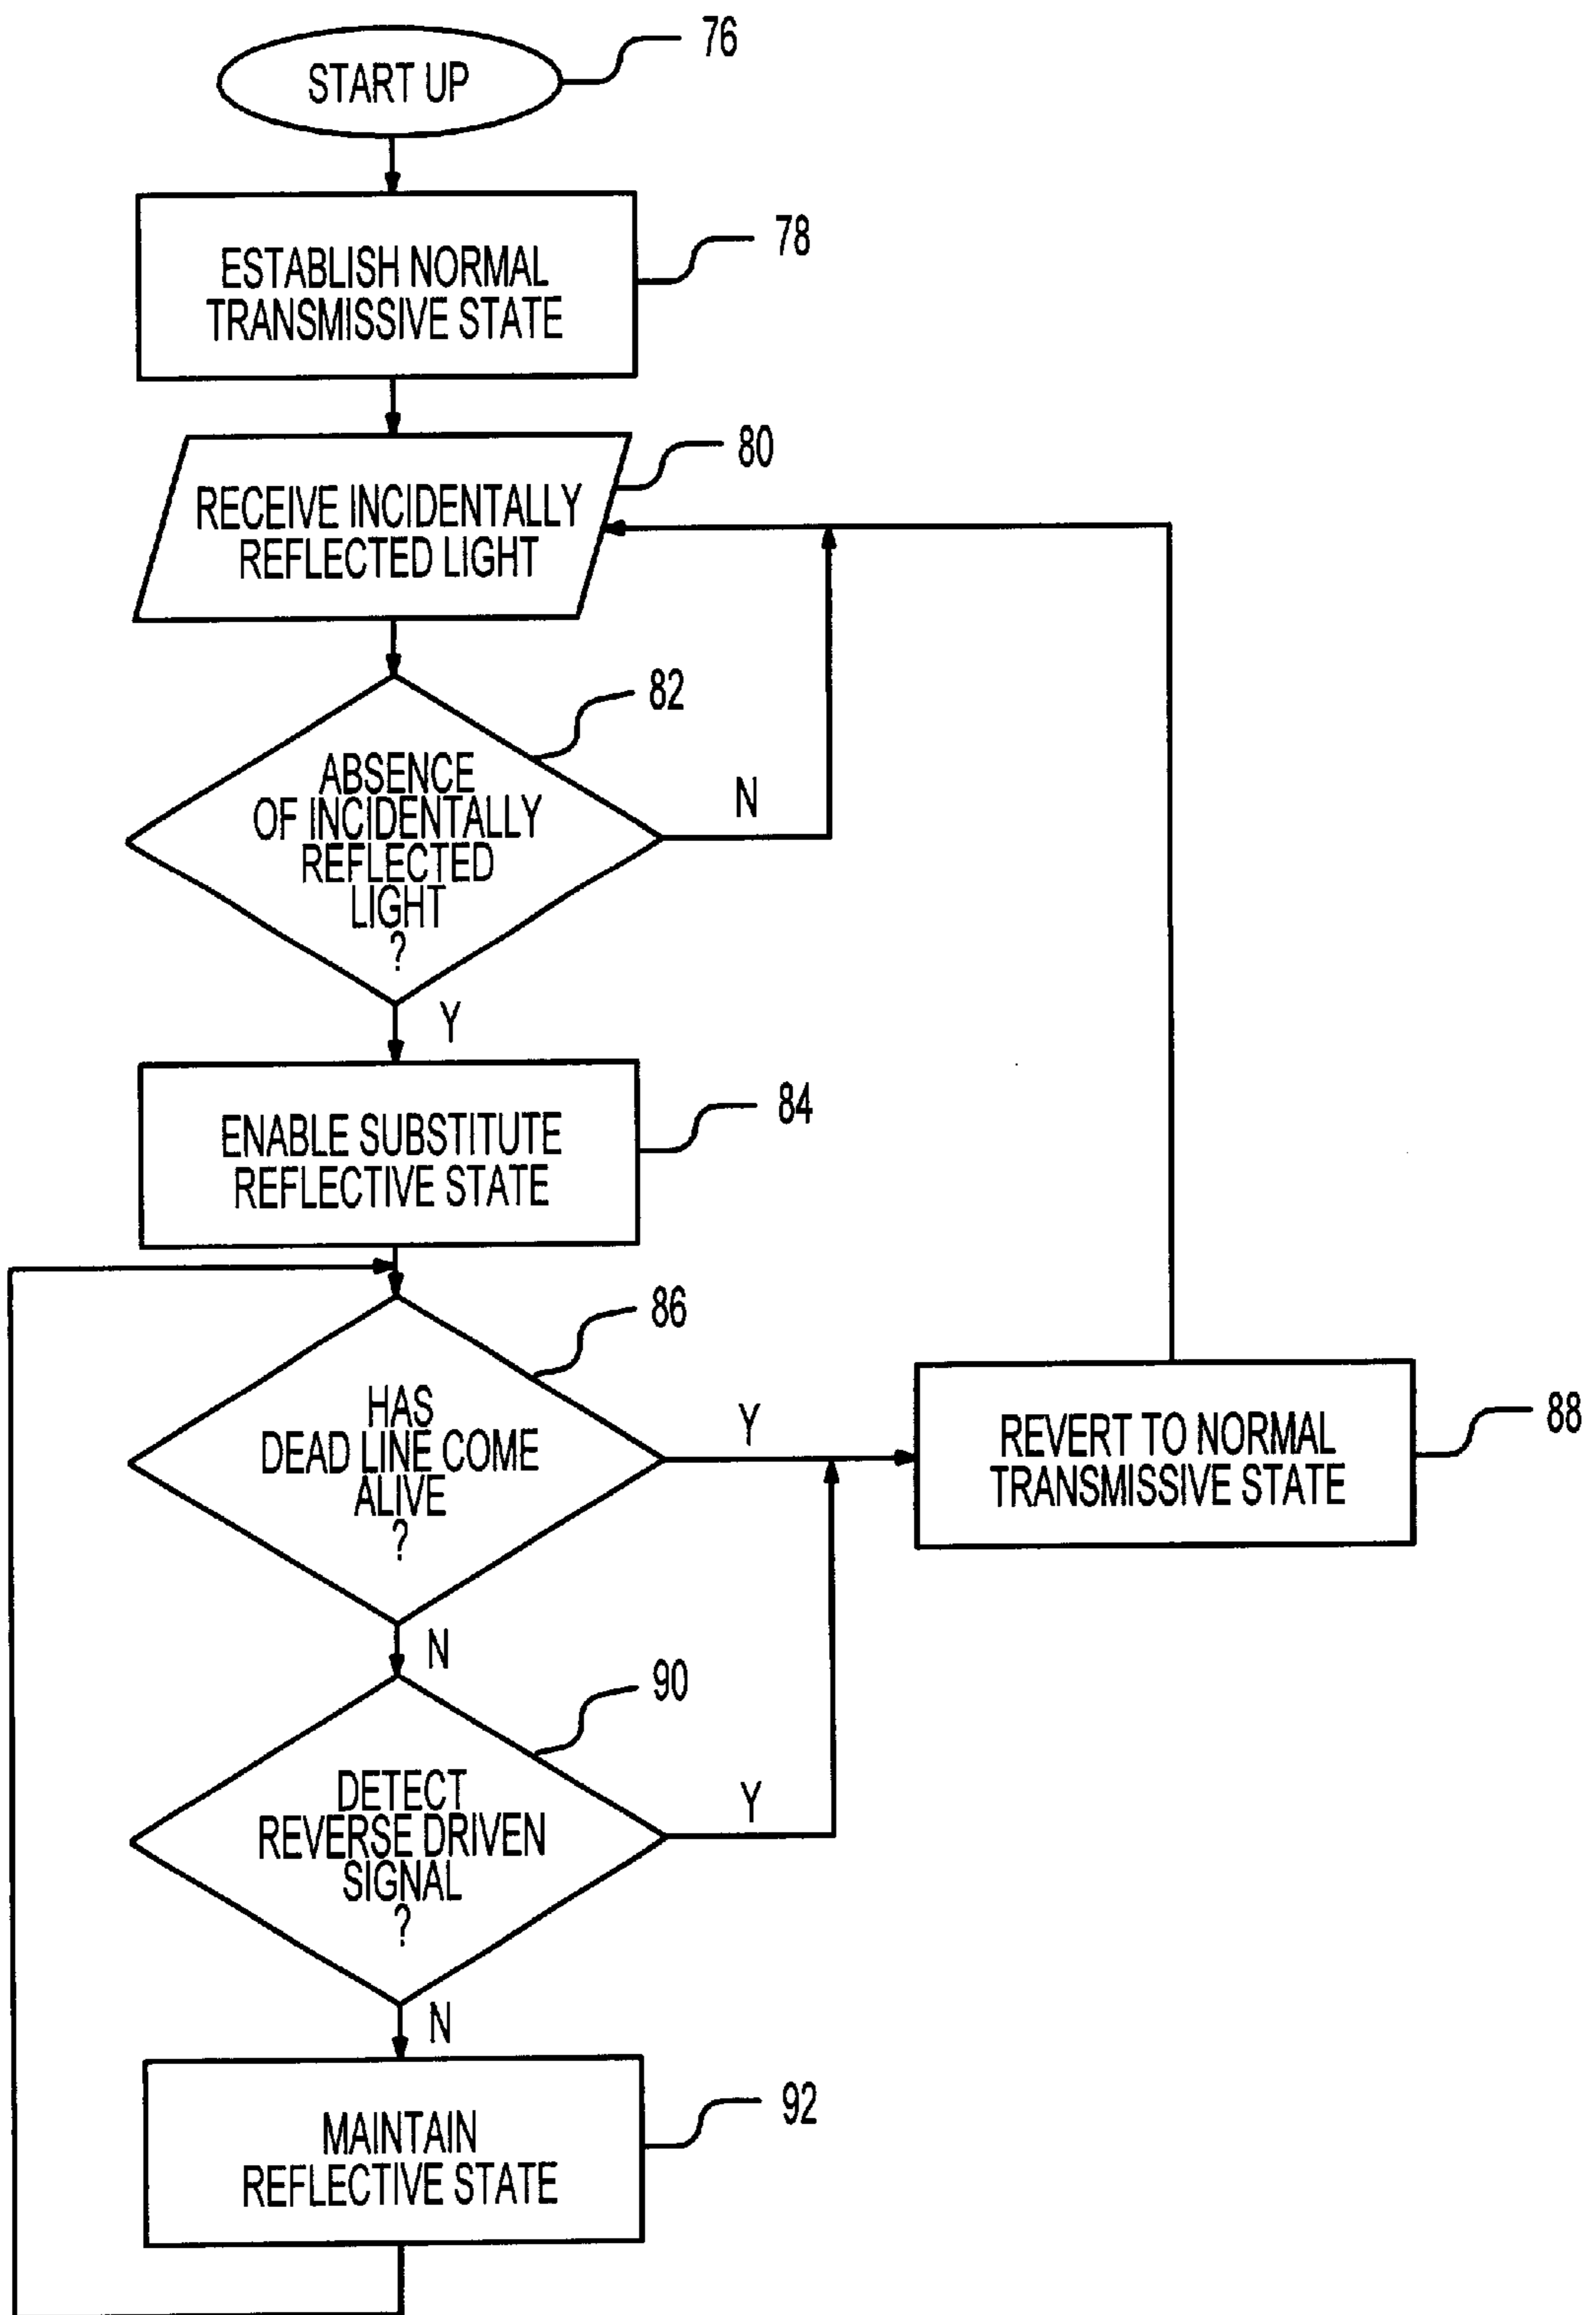 START UP
76
ESTABLISH NORMAL
TRANSMISSIVE STATE
78
RECEIVE INCIDENTALLY
REFLECTED LIGHT
80
ABSENCE
OF INCIDENTALLY
REFLECTED
LIGHT
?
82
N
Y
ENABLE SUBSTITUTE
REFLECTIVE STATE
84
HAS
DEAD LINE COME
ALIVE
?
86
Y
REVERT TO NORMAL
TRANSMISSIVE STATE
88
N
DETECT
REVERSE DRIVEN
SIGNAL
?
90
Y
N
MAINTAIN
REFLECTIVE STATE
92